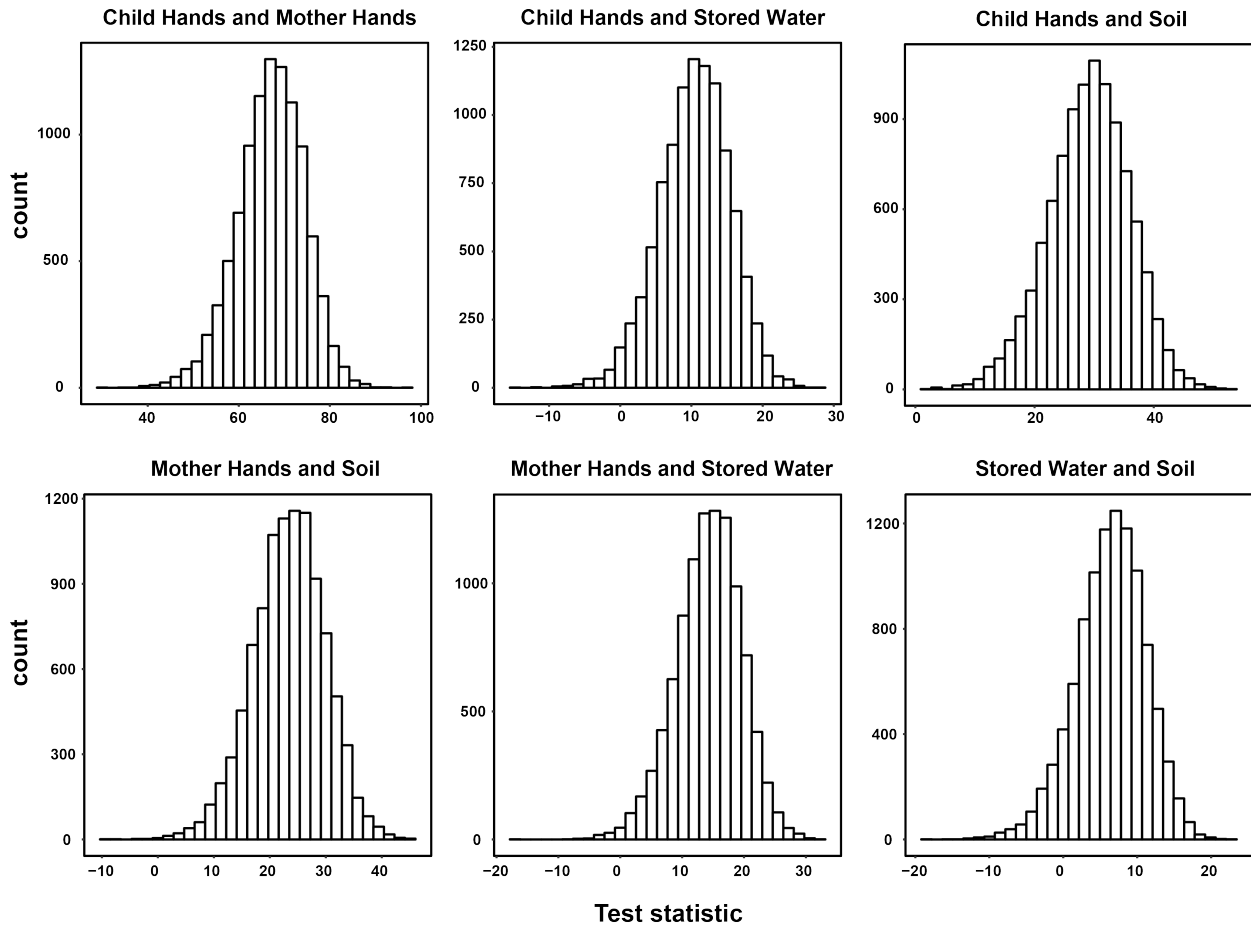 Child Hands and Mother Hands
Child Hands and Stored Water
Child Hands and Soil
count
1000
500
0
40 60 80 100
1250
1000
750
500
250
0
−10 0 10 20 30
900
600
300
0
0 20 40
Mother Hands and Soil
Mother Hands and Stored Water
Stored Water and Soil
count
1200
900
600
300
0
−10 0 10 20 30 40
1000
500
0
−20 −10 0 10 20 30
1200
800
400
0
−20 −10 0 10 20
Test statistic